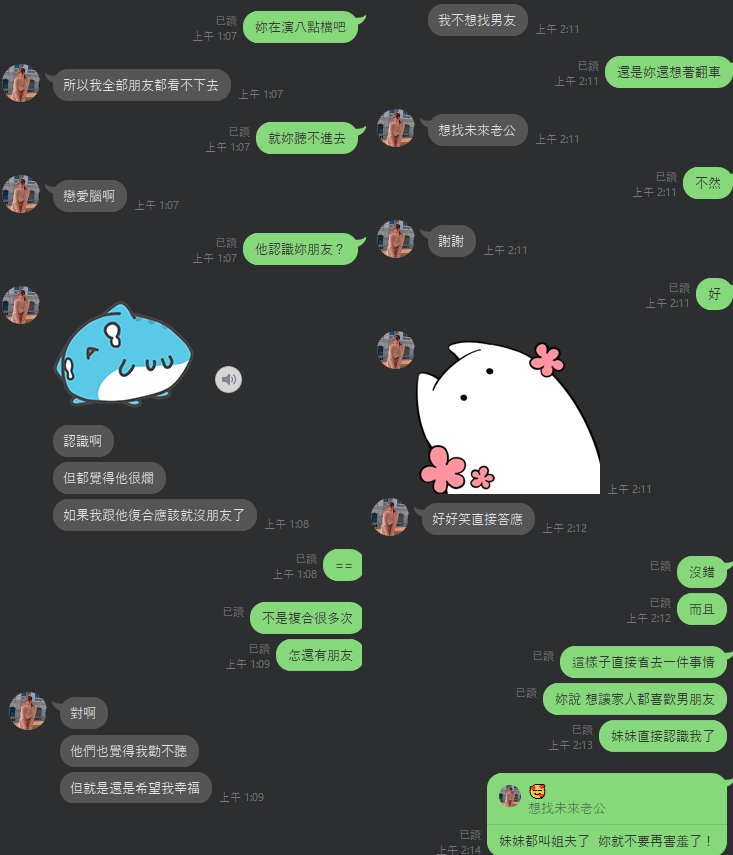 已讀
上午 1:07
妳在演八點檔吧
所以我全部朋友都看不下去
上午 1:07
已讀
上午 1:07
就妳聽不進去
戀愛腦啊
上午 1:07
已讀
上午 1:07
他認識妳朋友？
認識啊
但都覺得他很爛
如果我跟他復合應該就沒朋友了
上午 1:08
已讀
上午 1:08
==
已讀
不是複合很多次
已讀
上午 1:09
怎還有朋友
對啊
他們也覺得我勸不聽
但就是還是希望我幸福
上午 1:09
我不想找男友
上午 2:11
已讀
上午 2:11
還是妳還想著翻車
想找未來老公
上午 2:11
已讀
上午 2:11
不然
謝謝
上午 2:11
已讀
上午 2:11
好
上午 2:11
好好笑直接答應
上午 2:12
已讀
沒錯
已讀
上午 2:12
而且
已讀
這樣子直接省去一件事情
已讀
妳說 想讓家人都喜歡男朋友
已讀
上午 2:13
妹妹直接認識我了
想找未來老公
已讀
上午 2:14
妹妹都叫姐夫了 妳就不要再害羞了！